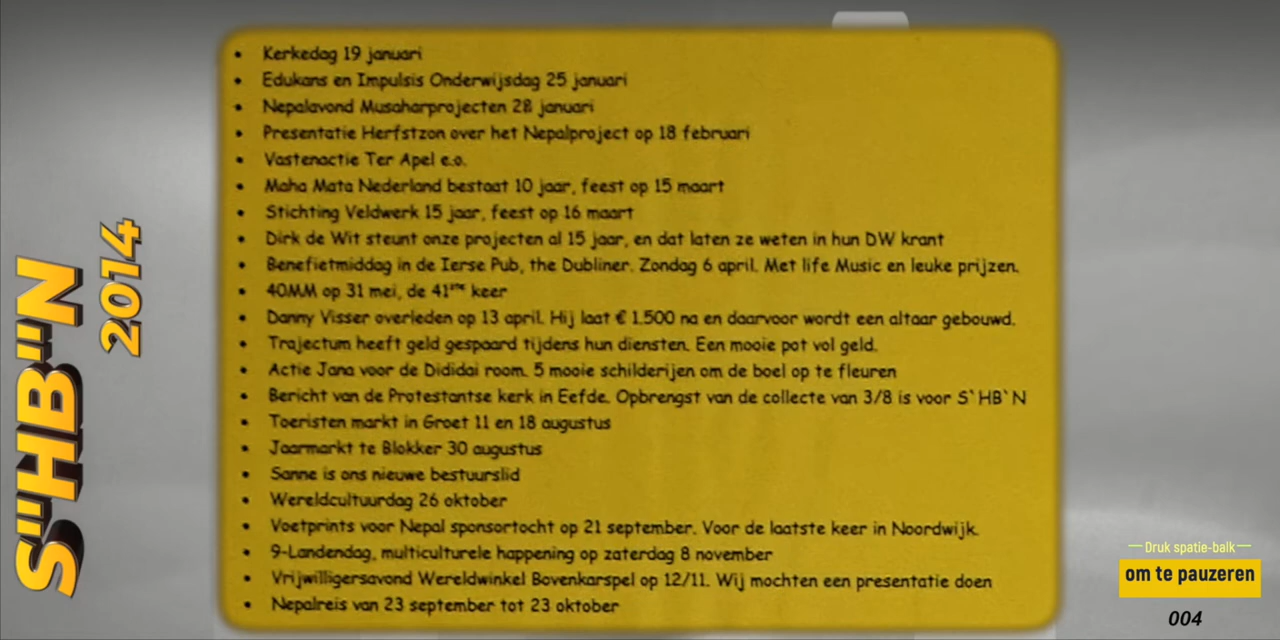 S"HB"N
2014
• Kerkedag 19 januari
• Edukans en Impulsis Onderwijsdag 25 januari
• Nepalavond Musaharprojecten 28 januari
• Presentatie Herfstzon over het Nepalproject op 18 februari
• Vastenactie Ter Apel e.o.
• Maha Mata Nederland bestaat 10 jaar, feest op 15 maart
• Stichting Veldwerk 15 jaar, feest op 16 maart
• Dirk de Wit steunt onze projecten al 15 jaar, en dat laten ze weten in hun DW krant
• Benefietmiddag in de Ierse Pub, the Dubliner. Zondag 6 april. Met life Music en leuke prijzen.
• 40MM op 31 mei, de 41ste keer
• Danny Visser overleden op 13 april. Hij laat € 1.500 na en daarvoor wordt een altaar gebouwd.
• Trajectum heeft geld gespaard tijdens hun diensten. Een mooie pot vol geld.
• Actie Jana voor de Dididai room. 5 mooie schilderijen om de boel op te fleuren
• Bericht van de Protestantse kerk in Eefde. Opbrengst van de collecte van 3/8 is voor S`HB`N
• Toeristen markt in Groet 11 en 18 augustus
• Jaarmarkt te Blokker 30 augustus
• Sanne is ons nieuwe bestuurslid
• Wereldcultuurdag 26 oktober
• Voetprints voor Nepal sponsortocht op 21 september. Voor de laatste keer in Noordwijk.
• 9-Landendag, multiculturele happening op zaterdag 8 november
• Vrijwilligersavond Wereldwinkel Bovenkarspel op 12/11. Wij mochten een presentatie doen
• Nepalreis van 23 september tot 23 oktober
Druk spatie-balk
om te pauzeren
004